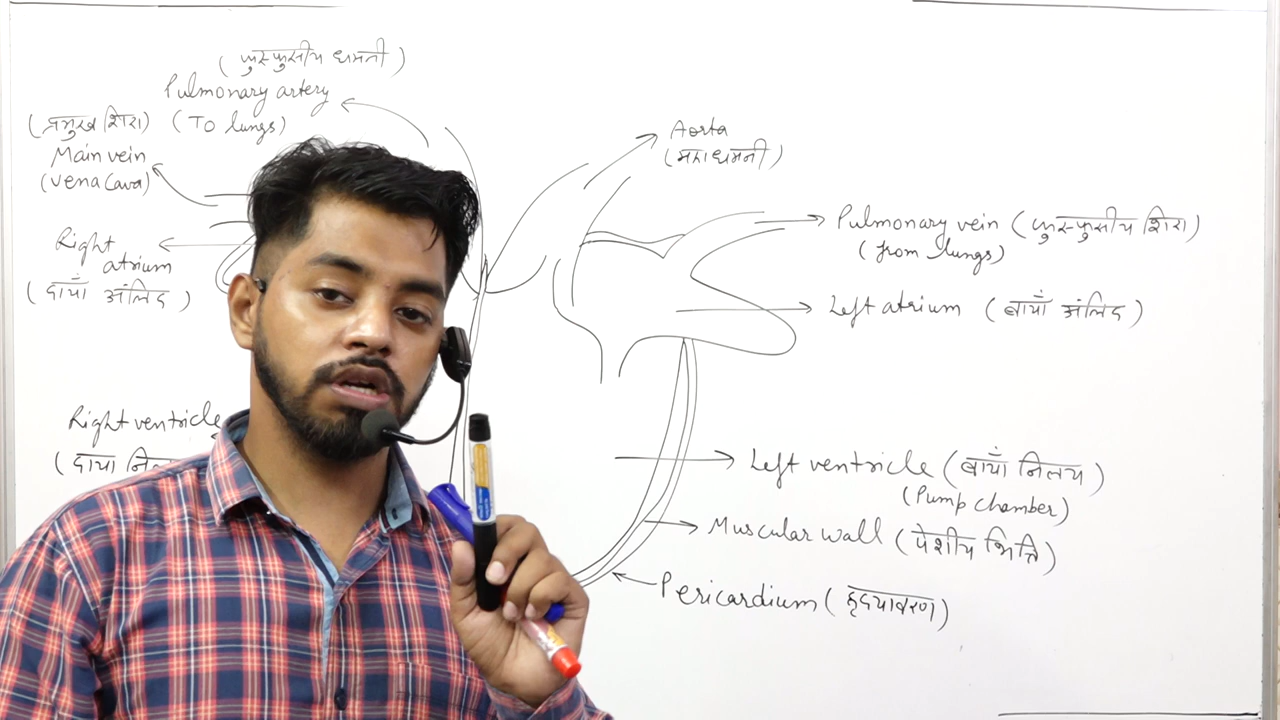 (फुस्फुसीय धमनी)
Pulmonary artery
(To lungs)
(प्रमुख शिरा)
Main vein
(Vena Cava)
Right
atrium
(दायाँ अलिंद)
Right ventricle
(दाया
Aorta
(महाधमनी)
Pulmonary vein (फुस्फुसीय शिरा)
(from lungs)
Left atrium (बायाँ अंलिद)
Left ventricle (बायाँ निलय)
(Pump chamber)
Muscular wall (पेशीय भित्ति)
Pericardium (हृदयावरण)